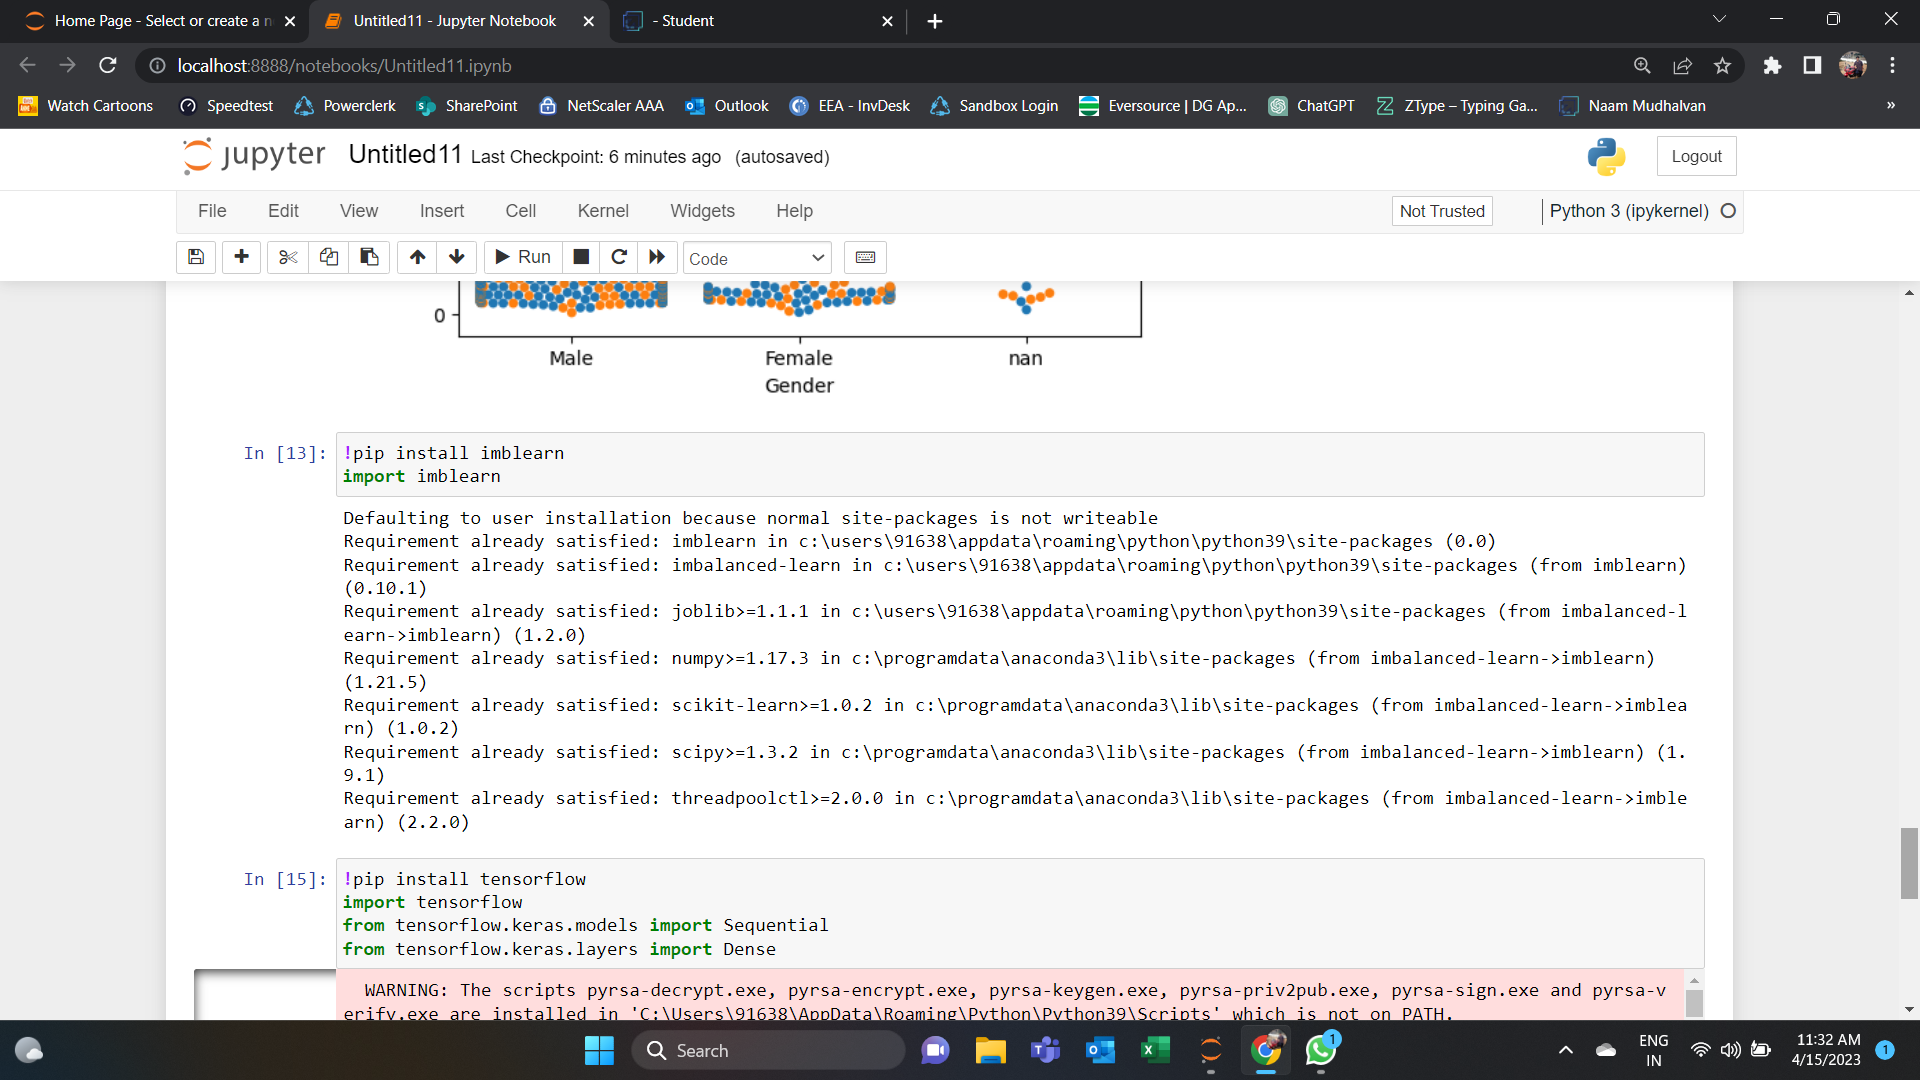 Home Page - Select or create a n
Untitled11 - Jupyter Notebook
- Student
localhost:8888/notebooks/Untitled11.ipynb
Watch Cartoons
Speedtest
Powerclerk
SharePoint
NetScaler AAA
Outlook
EEA - InvDesk
Sandbox Login
Eversource | DG Ap...
ChatGPT
ZType – Typing Ga...
Naam Mudhalvan
»
jupyter
Untitled11
Last Checkpoint: 6 minutes ago
(autosaved)
Logout
File
Edit
View
Insert
Cell
Kernel
Widgets
Help
Not Trusted
Python 3 (ipykernel)
Run
Code
0
Male
Female
nan
Gender
In [13]:
!pip install imblearn
import imblearn
Defaulting to user installation because normal site-packages is not writeable
Requirement already satisfied: imblearn in c:\users\91638\appdata\roaming\python\python39\site-packages (0.0)
Requirement already satisfied: imbalanced-learn in c:\users\91638\appdata\roaming\python\python39\site-packages (from imblearn)
(0.10.1)
Requirement already satisfied: joblib>=1.1.1 in c:\users\91638\appdata\roaming\python\python39\site-packages (from imbalanced-l
earn->imblearn) (1.2.0)
Requirement already satisfied: numpy>=1.17.3 in c:\programdata\anaconda3\lib\site-packages (from imbalanced-learn->imblearn)
(1.21.5)
Requirement already satisfied: scikit-learn>=1.0.2 in c:\programdata\anaconda3\lib\site-packages (from imbalanced-learn->imblea
rn) (1.0.2)
Requirement already satisfied: scipy>=1.3.2 in c:\programdata\anaconda3\lib\site-packages (from imbalanced-learn->imblearn) (1.
9.1)
Requirement already satisfied: threadpoolctl>=2.0.0 in c:\programdata\anaconda3\lib\site-packages (from imbalanced-learn->imble
arn) (2.2.0)
In [15]:
!pip install tensorflow
import tensorflow
from tensorflow.keras.models import Sequential
from tensorflow.keras.layers import Dense
WARNING: The scripts pyrsa-decrypt.exe, pyrsa-encrypt.exe, pyrsa-keygen.exe, pyrsa-priv2pub.exe, pyrsa-sign.exe and pyrsa-v
erify.exe are installed in 'C:\Users\91638\AppData\Roaming\Python\Python39\Scripts' which is not on PATH.
Search
1
ENG
IN
11:32 AM
4/15/2023
1